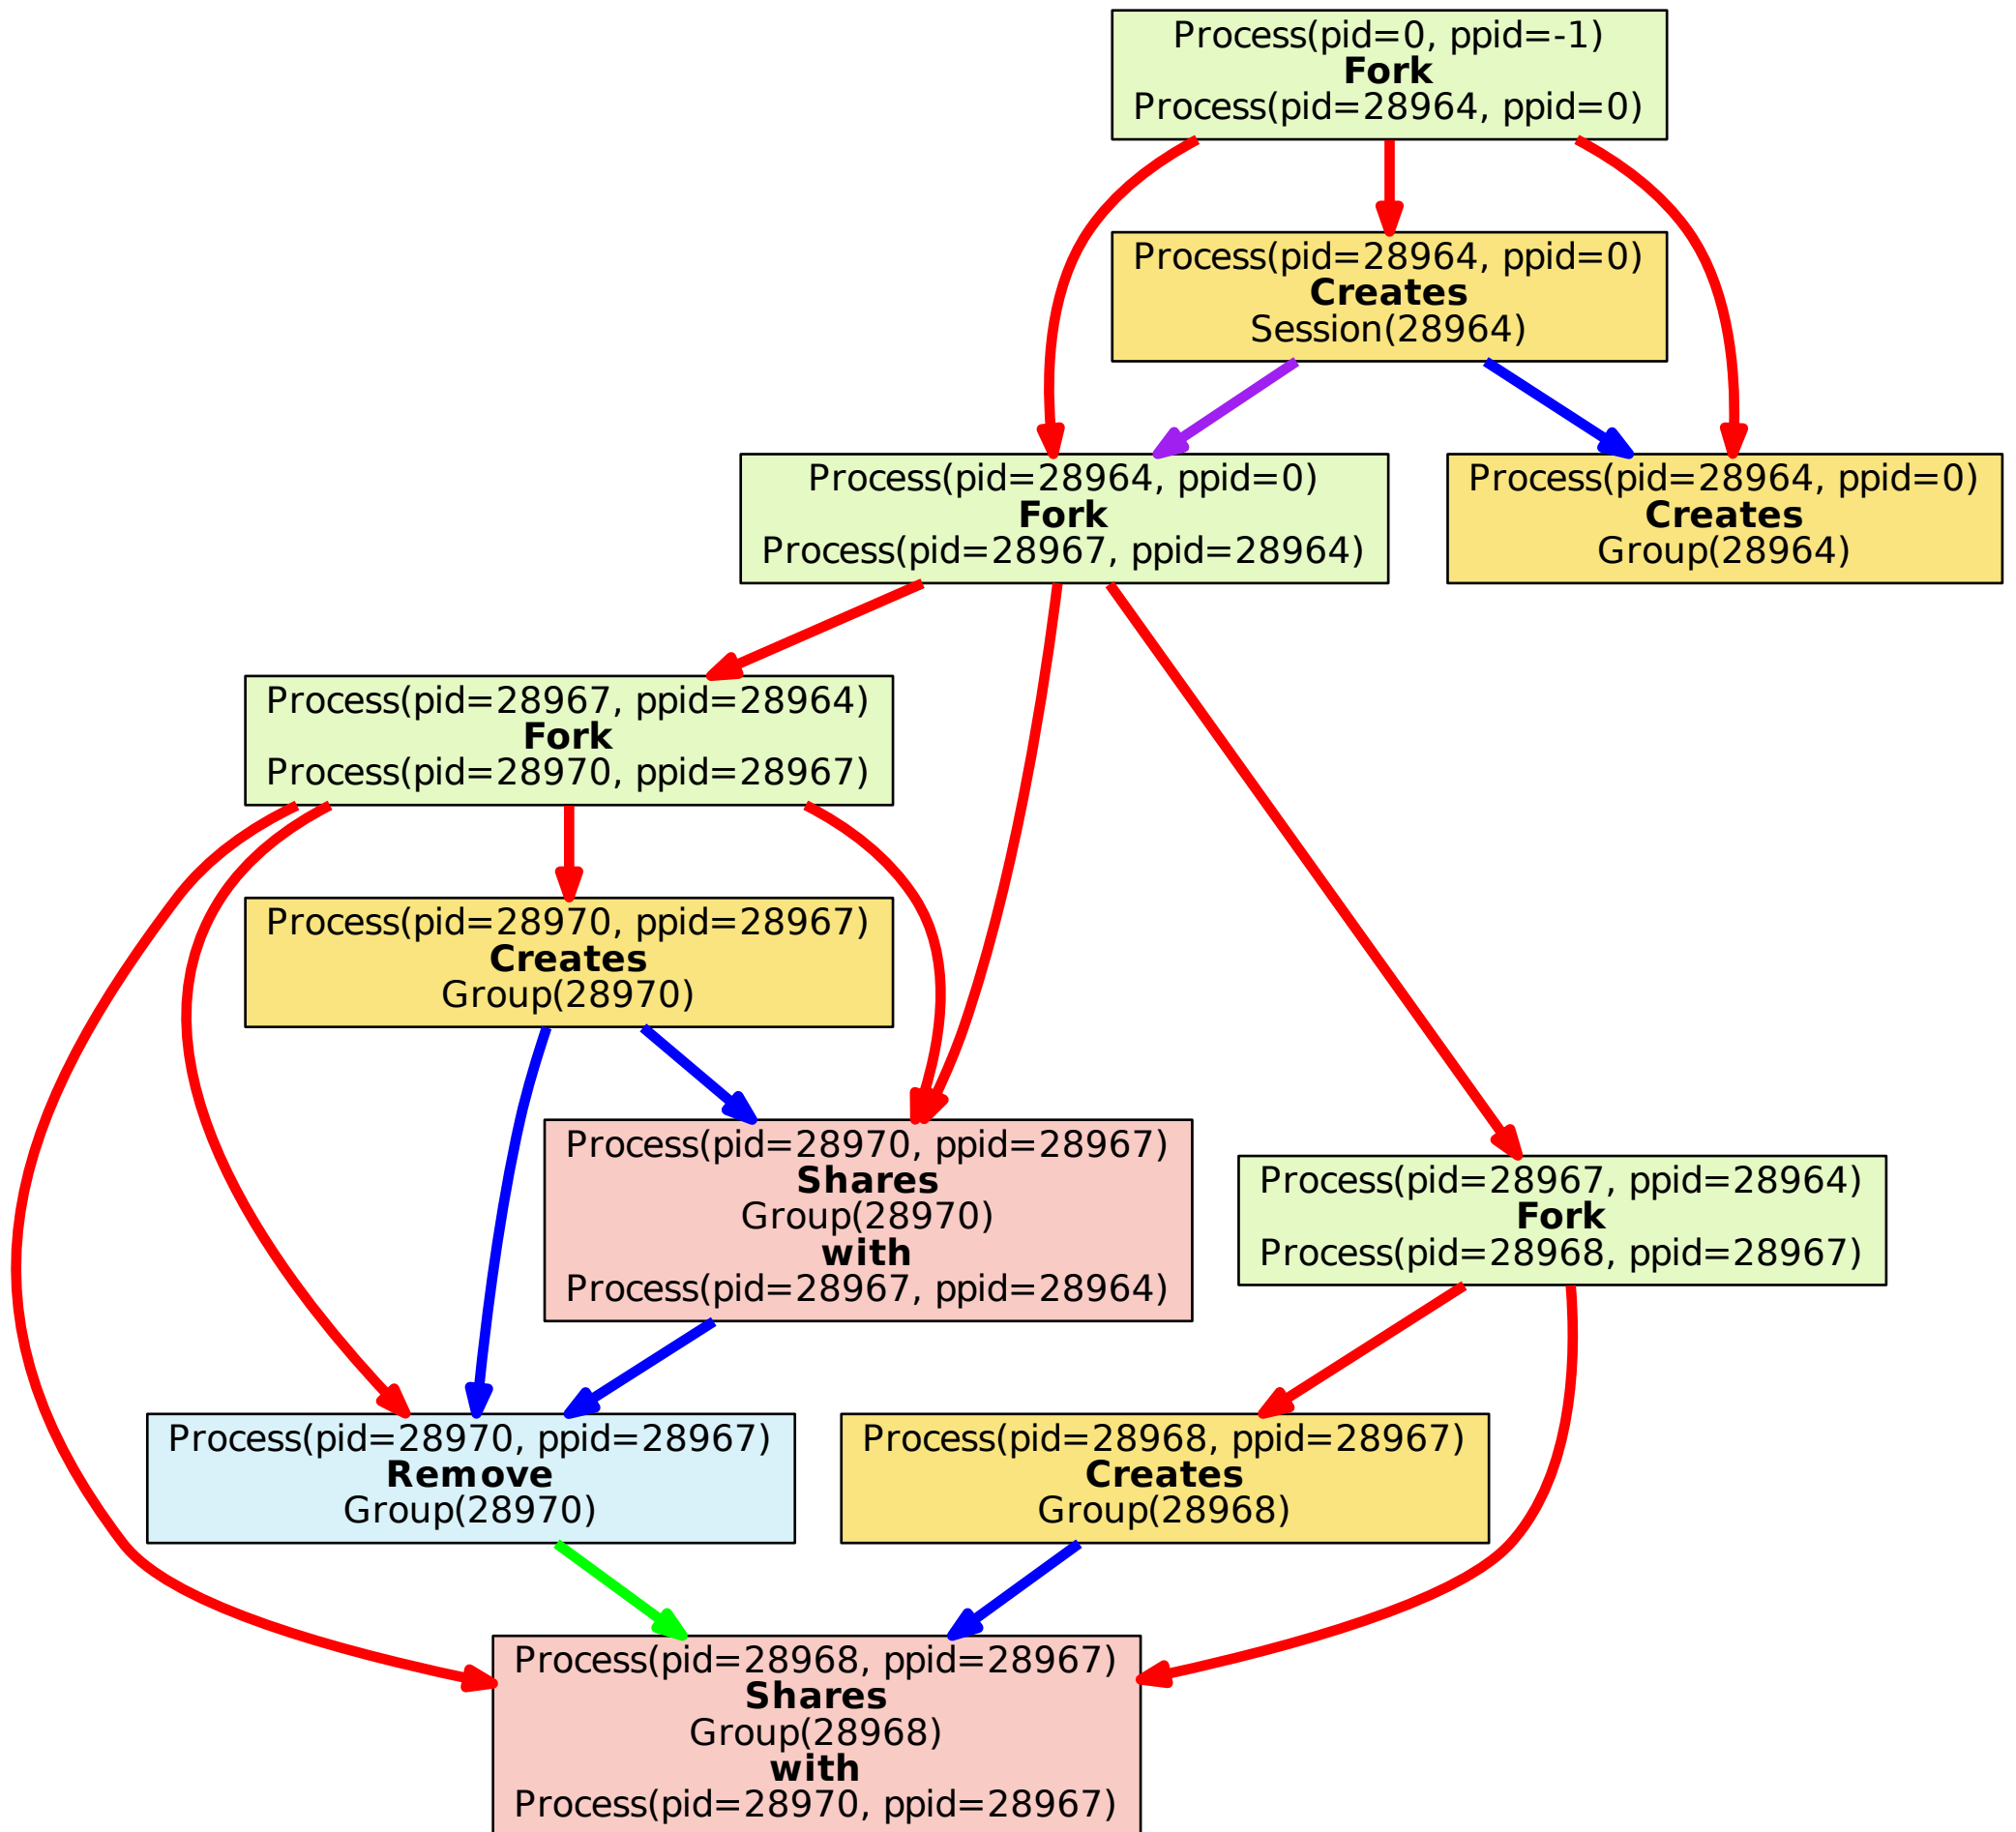 Process(pid=0, ppid=-1)
Fork
Process(pid=28964, ppid=0)
Process(pid=28964, ppid=0)
Creates
Session(28964)
Process(pid=28964, ppid=0)
Fork
Process(pid=28967, ppid=28964)
Process(pid=28964, ppid=0)
Creates
Group(28964)
Process(pid=28967, ppid=28964)
Fork
Process(pid=28970, ppid=28967)
Process(pid=28970, ppid=28967)
Creates
Group(28970)
Process(pid=28970, ppid=28967)
Shares
Group(28970)
with
Process(pid=28967, ppid=28964)
Process(pid=28967, ppid=28964)
Fork
Process(pid=28968, ppid=28967)
Process(pid=28970, ppid=28967)
Remove
Group(28970)
Process(pid=28968, ppid=28967)
Creates
Group(28968)
Process(pid=28968, ppid=28967)
Shares
Group(28968)
with
Process(pid=28970, ppid=28967)